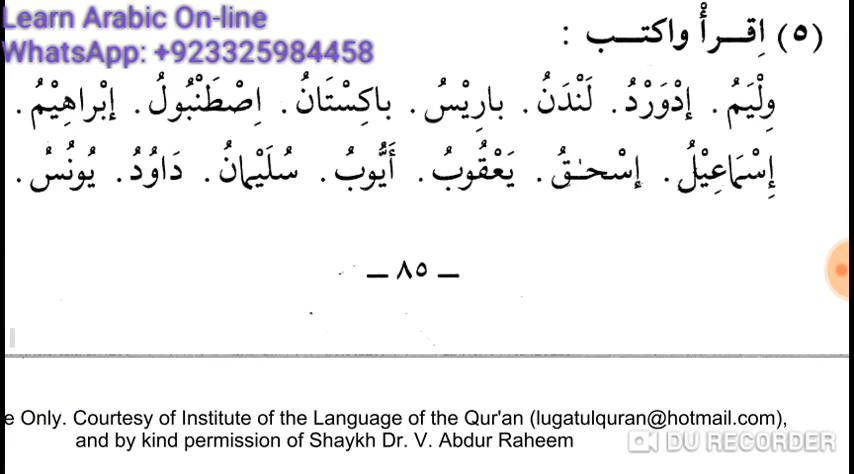 Learn Arabic On-line
WhatsApp: +923325984458
(٥) اِقـرأْ واكتـب :
وِلْيَمُ . إِدْوَرْدُ . لَنْدَنُ . بارِيْسُ . باكِسْتَانُ . اِصْطَنْبُولُ . إبْراهِيْمُ .
إِسْمَاعِيْلُ . إِسْحٰقُ . يَعْقُوبُ . أَيُّوبُ . سُلَيْمانُ . دَاوُدُ . يُونُسُ .
– ٨٥ –
e Only. Courtesy of Institute of the Language of the Qur'an (lugatulquran@hotmail.com),
and by kind permission of Shaykh Dr. V. Abdur Raheem
DU RECORDER